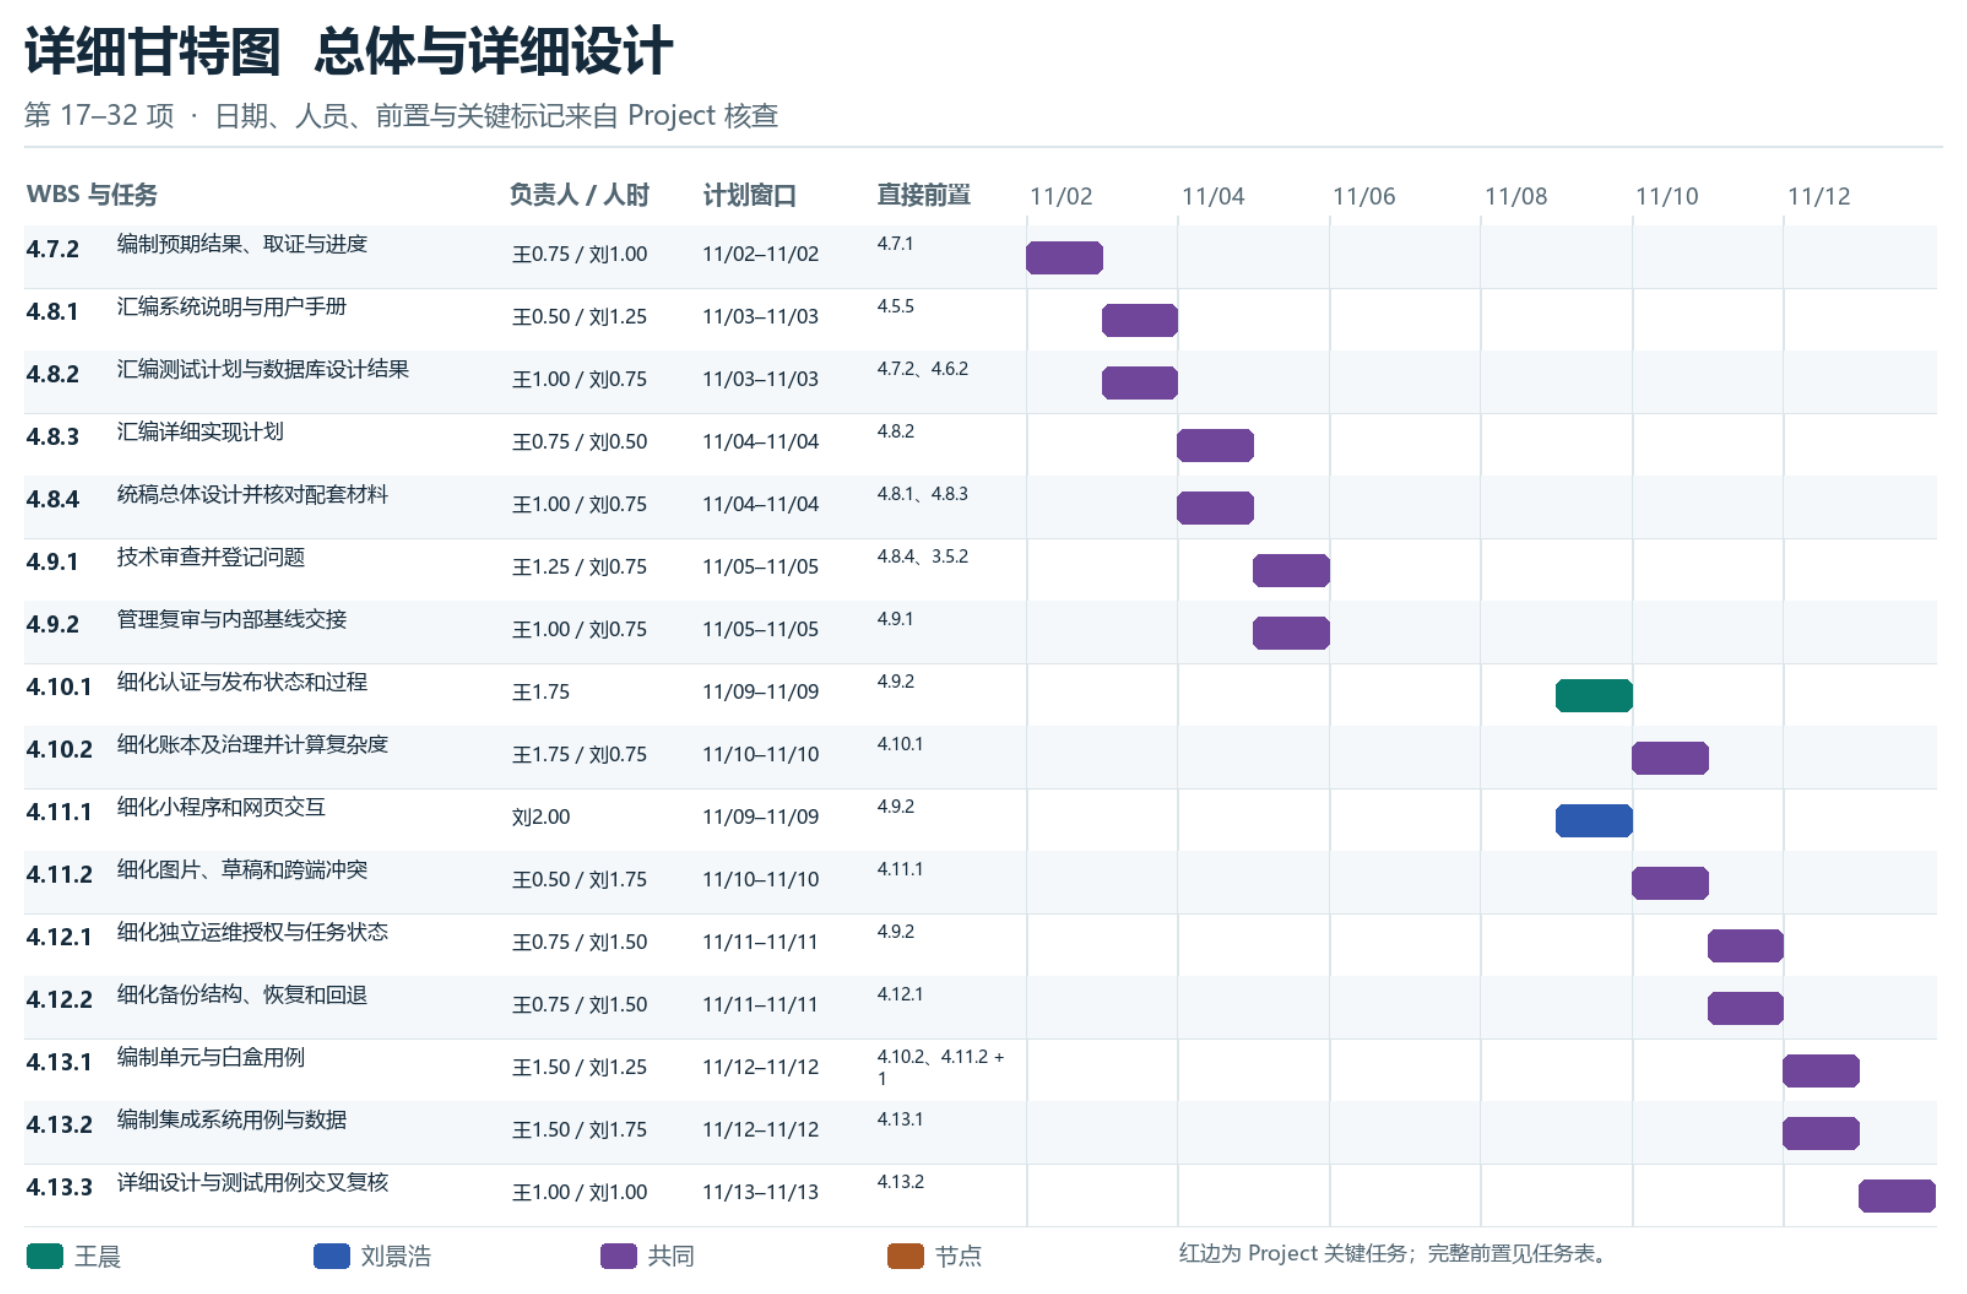 详细甘特图 总体与详细设计
第 17–32 项 · 日期、人员、前置与关键标记来自 Project 核查
WBS 与任务 负责人 / 人时 计划窗口 直接前置 11/02 11/04 11/06 11/08 11/10 11/12
4.7.2 编制预期结果、取证与进度 王0.75 / 刘1.00 11/02–11/02 4.7.1
4.8.1 汇编系统说明与用户手册 王0.50 / 刘1.25 11/03–11/03 4.5.5
4.8.2 汇编测试计划与数据库设计结果 王1.00 / 刘0.75 11/03–11/03 4.7.2、4.6.2
4.8.3 汇编详细实现计划 王0.75 / 刘0.50 11/04–11/04 4.8.2
4.8.4 统稿总体设计并核对配套材料 王1.00 / 刘0.75 11/04–11/04 4.8.1、4.8.3
4.9.1 技术审查并登记问题 王1.25 / 刘0.75 11/05–11/05 4.8.4、3.5.2
4.9.2 管理复审与内部基线交接 王1.00 / 刘0.75 11/05–11/05 4.9.1
4.10.1 细化认证与发布状态和过程 王1.75 11/09–11/09 4.9.2
4.10.2 细化账本及治理并计算复杂度 王1.75 / 刘0.75 11/10–11/10 4.10.1
4.11.1 细化小程序和网页交互 刘2.00 11/09–11/09 4.9.2
4.11.2 细化图片、草稿和跨端冲突 王0.50 / 刘1.75 11/10–11/10 4.11.1
4.12.1 细化独立运维授权与任务状态 王0.75 / 刘1.50 11/11–11/11 4.9.2
4.12.2 细化备份结构、恢复和回退 王0.75 / 刘1.50 11/11–11/11 4.12.1
4.13.1 编制单元与白盒用例 王1.50 / 刘1.25 11/12–11/12 4.10.2、4.11.2 +
1
4.13.2 编制集成系统用例与数据 王1.50 / 刘1.75 11/12–11/12 4.13.1
4.13.3 详细设计与测试用例交叉复核 王1.00 / 刘1.00 11/13–11/13 4.13.2
王晨 刘景浩 共同 节点 红边为 Project 关键任务；完整前置见任务表。